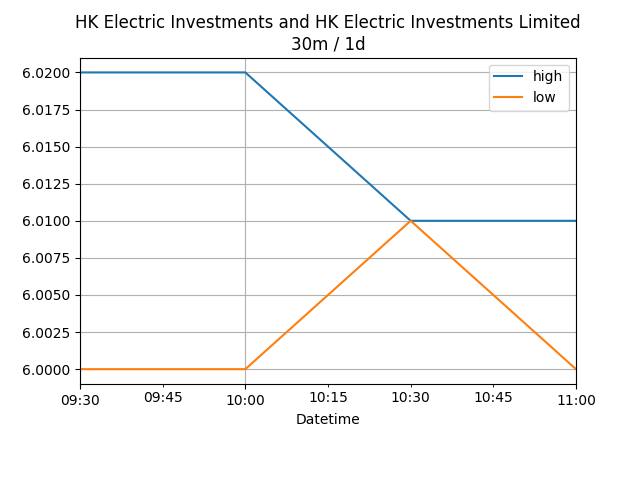 HK Electric Investments and HK Electric Investments Limited
30m / 1d
high
low
6.0200
6.0175
6.0150
6.0125
6.0100
6.0075
6.0050
6.0025
6.0000
09:30 09:45 10:00 10:15 10:30 10:45 11:00
Datetime